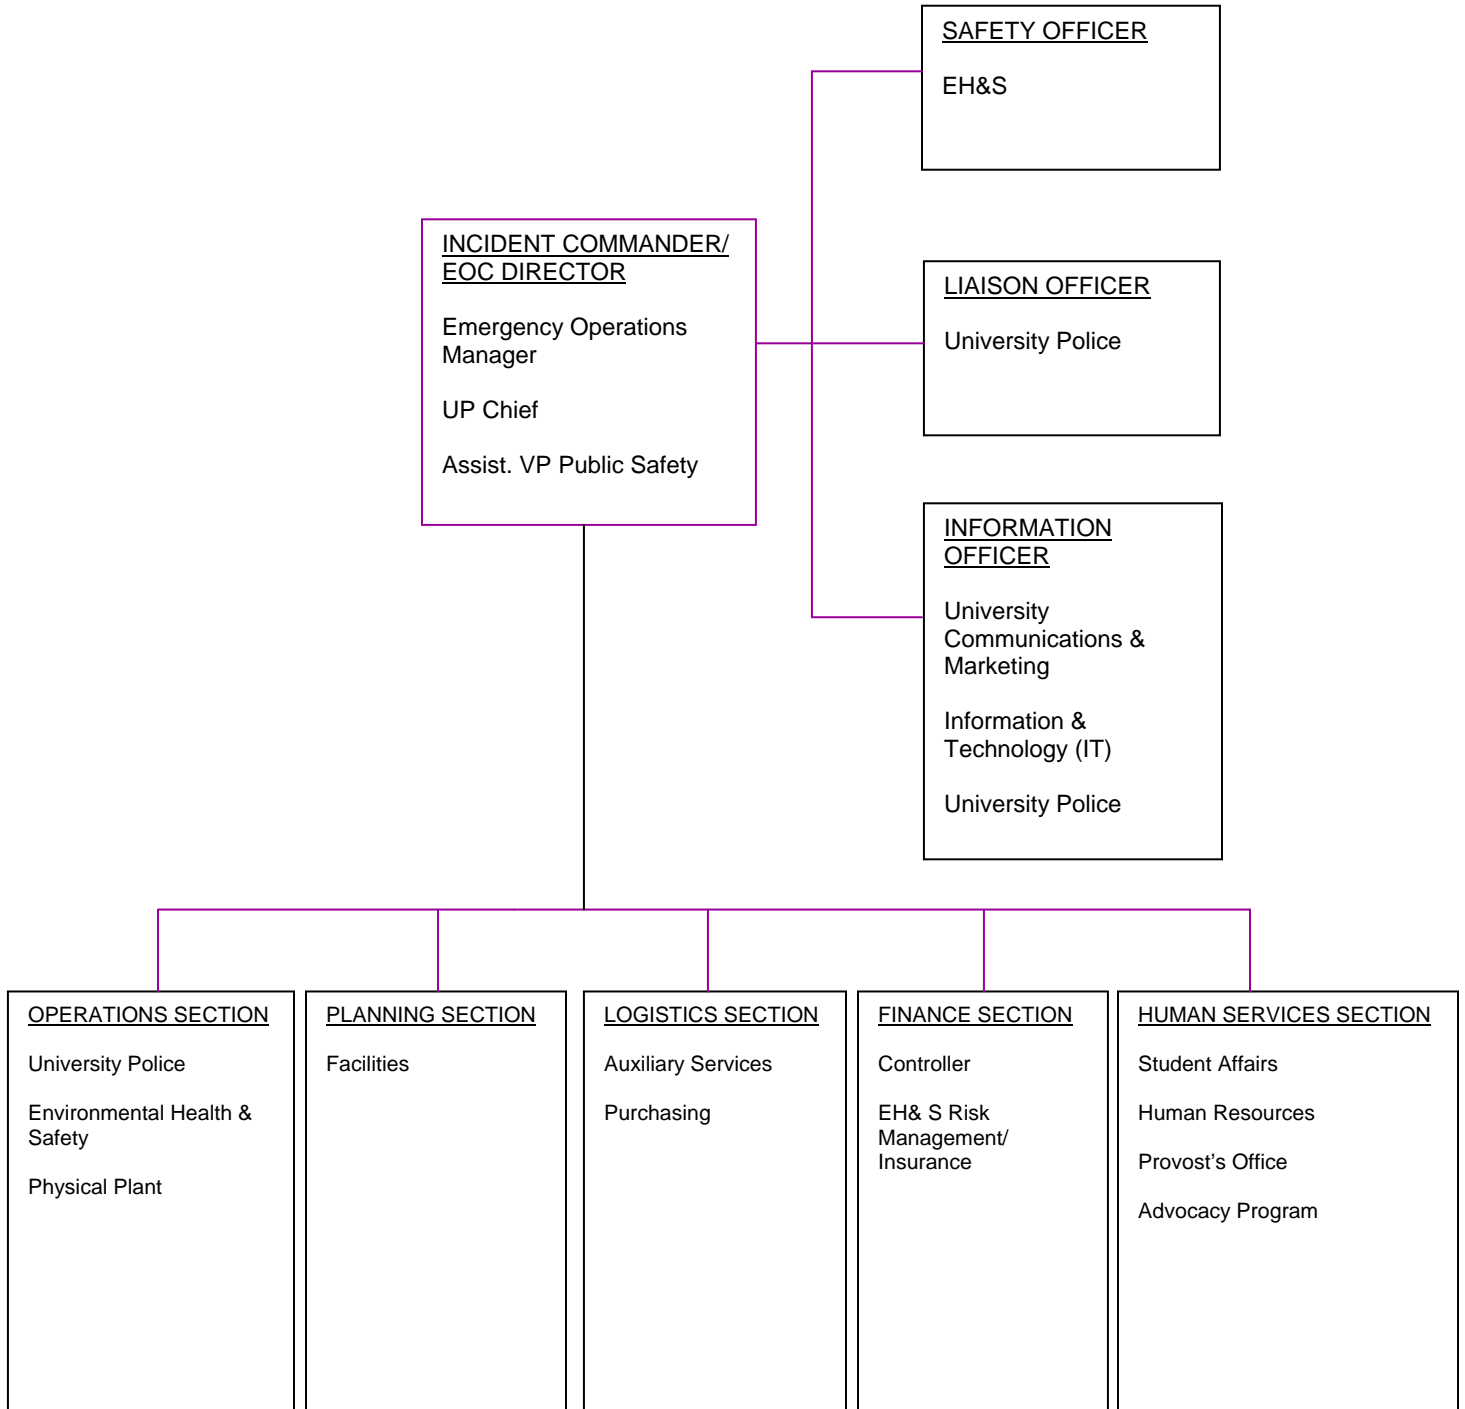 SAFETY OFFICER
EH&S
INCIDENT COMMANDER/
EOC DIRECTOR
Emergency Operations
Manager
UP Chief
Assist. VP Public Safety
LIAISON OFFICER
University Police
INFORMATION
OFFICER
University
Communications &
Marketing
Information &
Technology (IT)
University Police
OPERATIONS SECTION
University Police
Environmental Health &
Safety
Physical Plant
PLANNING SECTION
Facilities
LOGISTICS SECTION
Auxiliary Services
Purchasing
FINANCE SECTION
Controller
EH& S Risk
Management/
Insurance
HUMAN SERVICES SECTION
Student Affairs
Human Resources
Provost’s Office
Advocacy Program